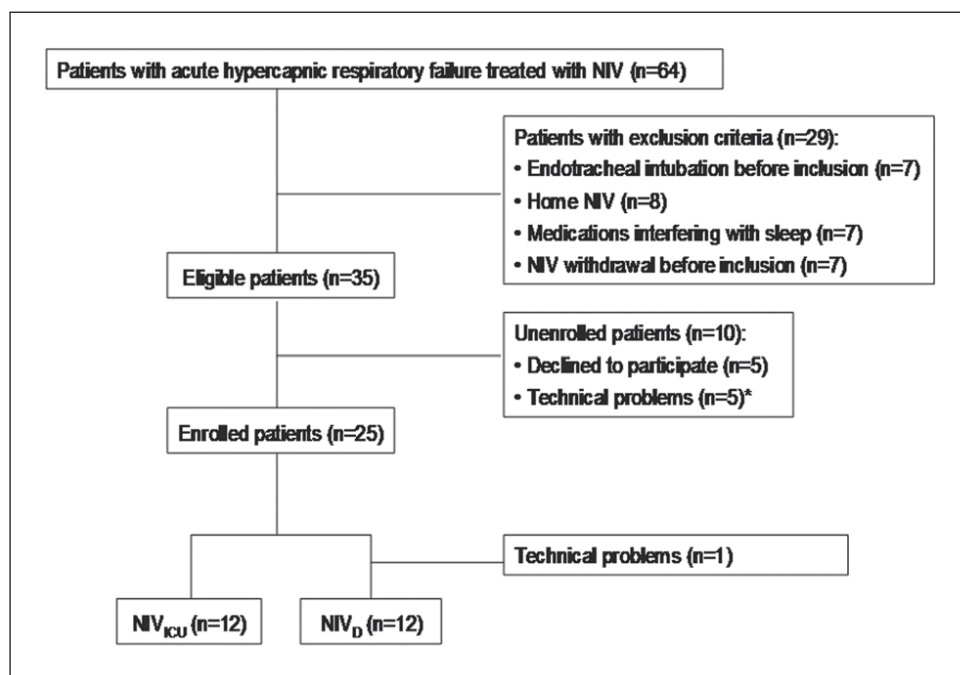 Patients with acute hypercapnic respiratory failure treated with NIV (n=64)
Patients with exclusion criteria (n=29):
• Endotracheal intubation before inclusion (n=7)
• Home NIV (n=8)
• Medications interfering with sleep (n=7)
• NIV withdrawal before inclusion (n=7)
Eligible patients (n=35)
Unenrolled patients (n=10):
• Declined to participate (n=5)
• Technical problems (n=5)*
Enrolled patients (n=25)
Technical problems (n=1)
NIV_ICU (n=12)
NIV_D (n=12)